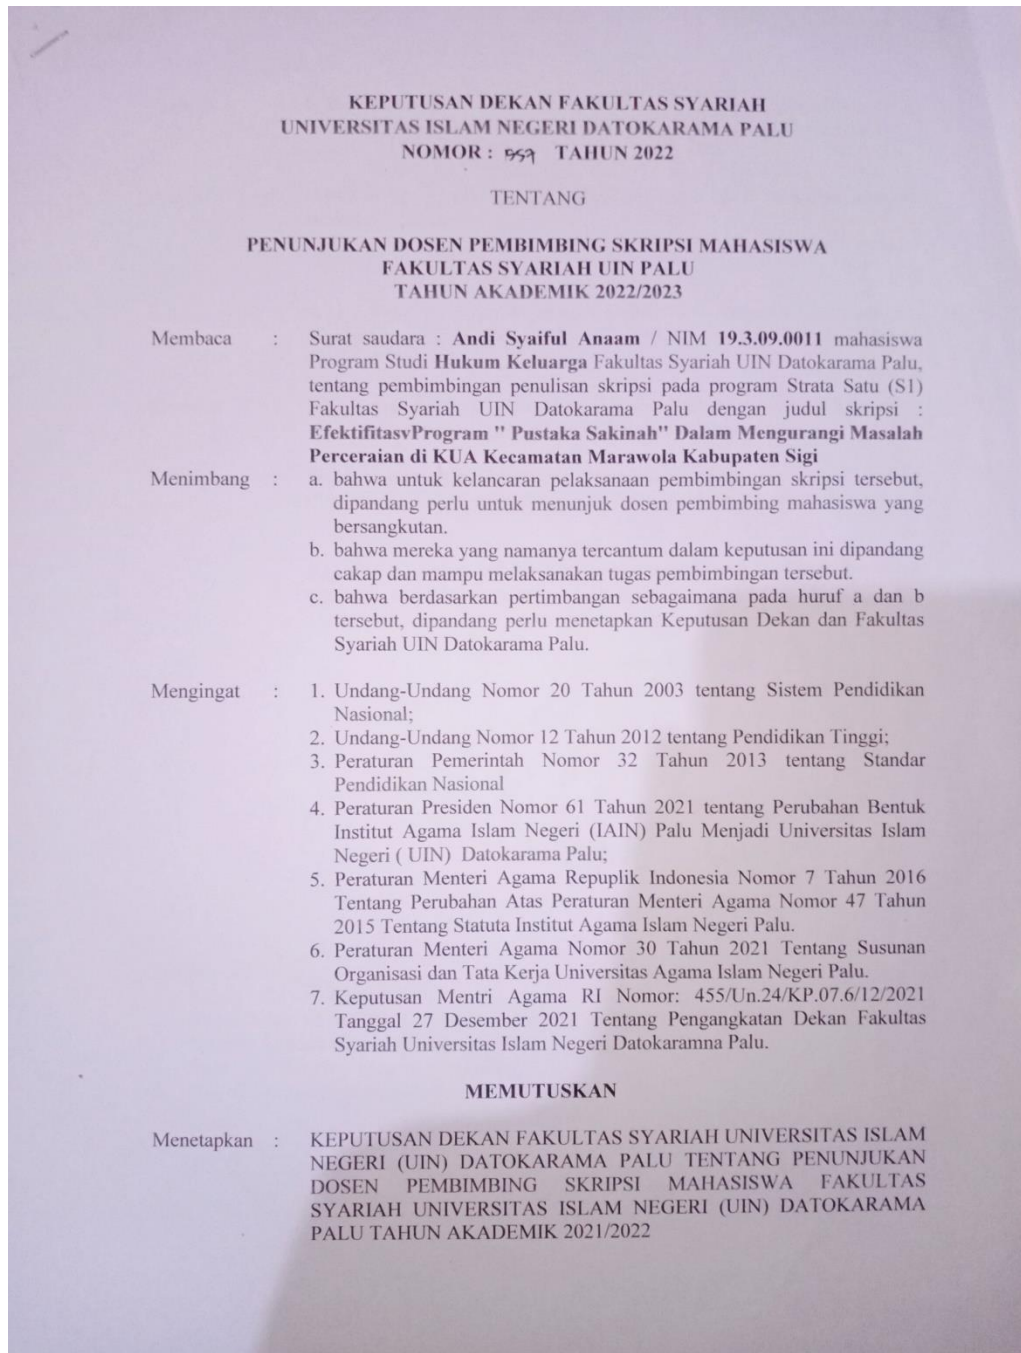 KEPUTUSAN DEKAN FAKULTAS SYARIAH
UNIVERSITAS ISLAM NEGERI DATOKARAMA PALU
NOMOR : TAHUN 2022
TENTANG
PENUNJUKAN DOSEN PEMBIMBING SKRIPSI MAHASISWA
FAKULTAS SYARIAH UIN PALU
TAHUN AKADEMIK 2022/2023
Membaca : Surat saudara : Andi Syaiful Anaam / NIM 19.3.09.0011 mahasiswa
Program Studi Hukum Keluarga Fakultas Syariah UIN Datokarama Palu,
tentang pembimbingan penulisan skripsi pada program Strata Satu (S1)
Fakultas Syariah UIN Datokarama Palu dengan judul skripsi :
EfektifitasvProgram " Pustaka Sakinah" Dalam Mengurangi Masalah
Perceraian di KUA Kecamatan Marawola Kabupaten Sigi
Menimbang : a. bahwa untuk kelancaran pelaksanaan pembimbingan skripsi tersebut,
dipandang perlu untuk menunjuk dosen pembimbing mahasiswa yang
bersangkutan.
b. bahwa mereka yang namanya tercantum dalam keputusan ini dipandang
cakap dan mampu melaksanakan tugas pembimbingan tersebut.
c. bahwa berdasarkan pertimbangan sebagaimana pada huruf a dan b
tersebut, dipandang perlu menetapkan Keputusan Dekan dan Fakultas
Syariah UIN Datokarama Palu.
Mengingat : 1. Undang-Undang Nomor 20 Tahun 2003 tentang Sistem Pendidikan
Nasional;
2. Undang-Undang Nomor 12 Tahun 2012 tentang Pendidikan Tinggi;
3. Peraturan Pemerintah Nomor 32 Tahun 2013 tentang Standar
Pendidikan Nasional
4. Peraturan Presiden Nomor 61 Tahun 2021 tentang Perubahan Bentuk
Institut Agama Islam Negeri (IAIN) Palu Menjadi Universitas Islam
Negeri ( UIN) Datokarama Palu;
5. Peraturan Menteri Agama Repuplik Indonesia Nomor 7 Tahun 2016
Tentang Perubahan Atas Peraturan Menteri Agama Nomor 47 Tahun
2015 Tentang Statuta Institut Agama Islam Negeri Palu.
6. Peraturan Menteri Agama Nomor 30 Tahun 2021 Tentang Susunan
Organisasi dan Tata Kerja Universitas Agama Islam Negeri Palu.
7. Keputusan Mentri Agama RI Nomor: 455/Un.24/KP.07.6/12/2021
Tanggal 27 Desember 2021 Tentang Pengangkatan Dekan Fakultas
Syariah Universitas Islam Negeri Datokaramna Palu.
MEMUTUSKAN
Menetapkan : KEPUTUSAN DEKAN FAKULTAS SYARIAH UNIVERSITAS ISLAM
NEGERI (UIN) DATOKARAMA PALU TENTANG PENUNJUKAN
DOSEN PEMBIMBING SKRIPSI MAHASISWA FAKULTAS
SYARIAH UNIVERSITAS ISLAM NEGERI (UIN) DATOKARAMA
PALU TAHUN AKADEMIK 2021/2022